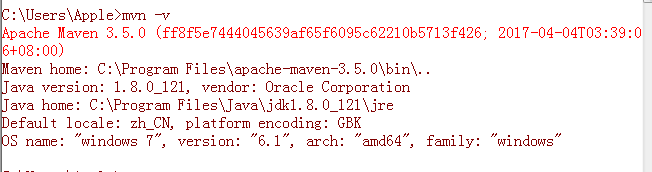 C:\Users\Apple>mvn -v
Apache Maven 3.5.0 (ff8f5e7444045639af65f6095c62210b5713f426; 2017-04-04T03:39:0
6+08:00)
Maven home: C:\Program Files\apache-maven-3.5.0\bin\..
Java version: 1.8.0_121, vendor: Oracle Corporation
Java home: C:\Program Files\Java\jdk1.8.0_121\jre
Default locale: zh_CN, platform encoding: GBK
OS name: "windows 7", version: "6.1", arch: "amd64", family: "windows"